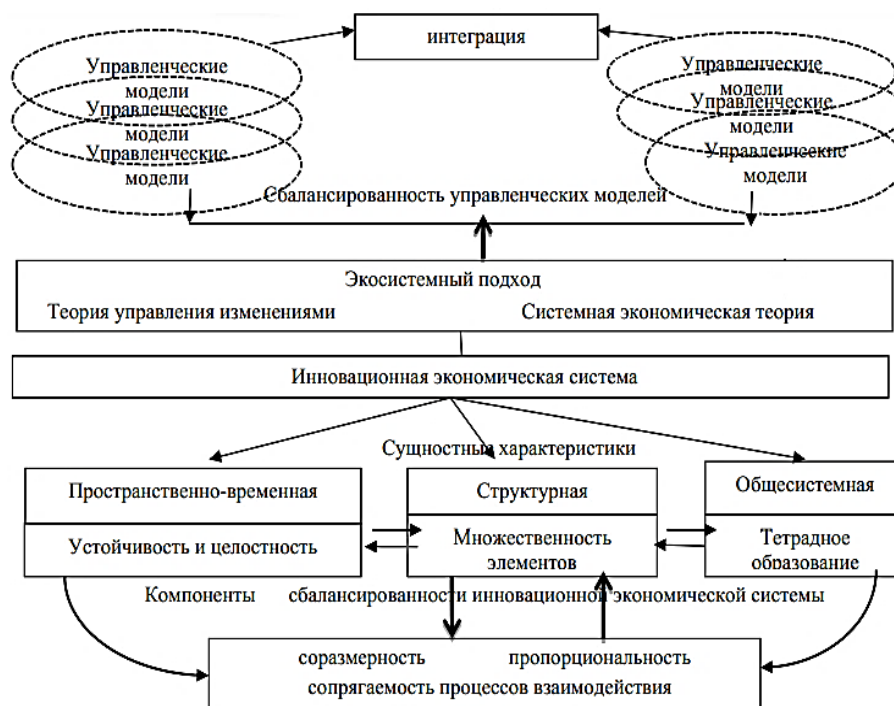 интеграция
Управленческие
модели
Управленческие
модели
Управленческие
модели
Управленческие
модели
Управленческие
модели
Управленческие
модели
Сбалансированность управленческих моделей
Экосистемный подход
Теория управления изменениями Системная экономическая теория
Инновационная экономическая система
Сущностные характеристики
Пространственно-временная
Структурная
Общесистемная
Устойчивость и целостность
Множественность
элементов
Тетрадное
образование
Компоненты сбалансированности инновационной экономической системы
соразмерность пропорциональность
сопрягаемость процессов взаимодействия